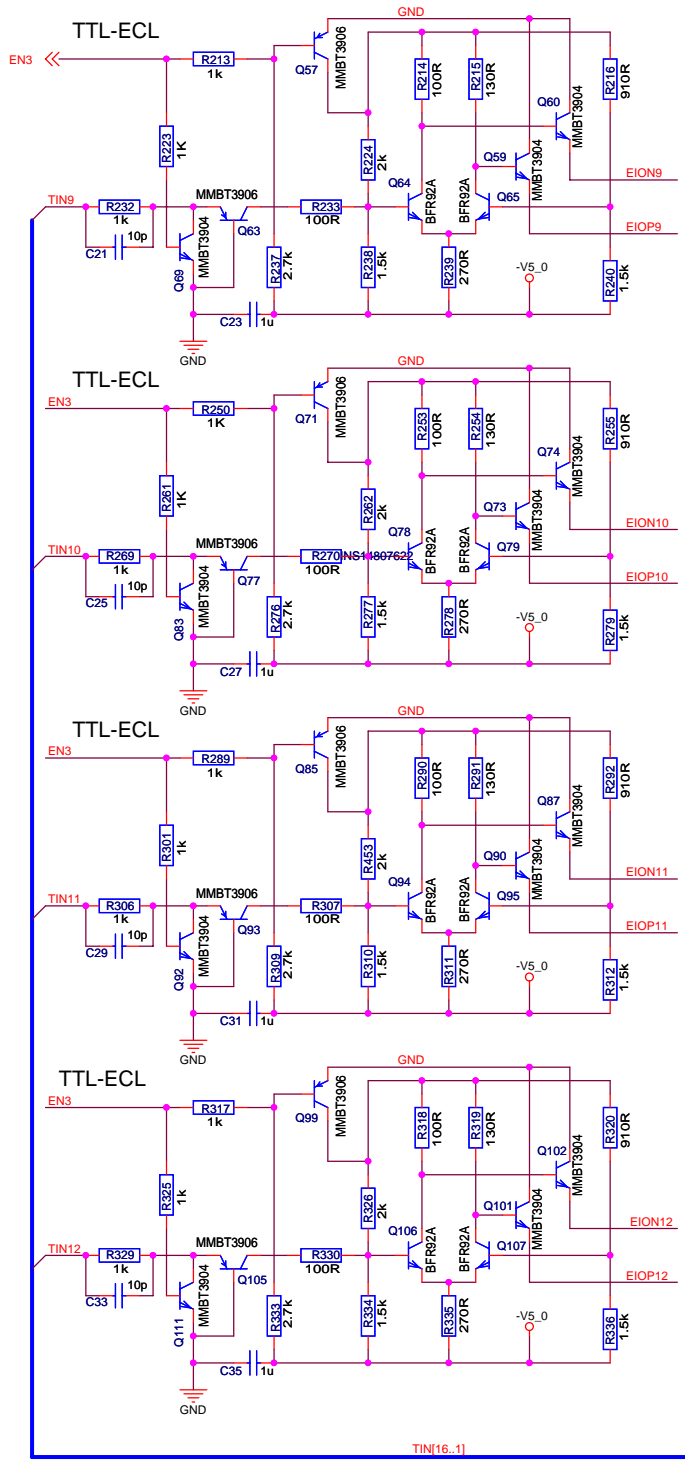 TTL-ECL
GND
EN3
R213
1k
Q57
MMBT3906
R214
100R
R215
130R
R216
910R
Q60
MMBT3904
R223
1K
R224
2k
Q59
MMBT3904
EION9
TIN9
R232
1k
MMBT3906
Q63
R233
100R
Q64
BFR92A
BFR92A
Q65
C21
10p
Q69
MMBT3904
R237
2.7k
R238
1.5k
R239
270R
EIOP9
-V5_0
R240
1.5k
C23
1u
GND
TTL-ECL
GND
EN3
R250
1K
Q71
MMBT3906
R253
100R
R254
130R
R255
910R
Q74
MMBT3904
R261
1K
R262
2k
Q73
MMBT3904
EION10
TIN10
R269
1k
MMBT3906
Q77
R270
INS14807622
100R
Q78
BFR92A
BFR92A
Q79
C25
10p
Q83
MMBT3904
R276
2.7k
R277
1.5k
R278
270R
EIOP10
-V5_0
R279
1.5k
C27
1u
GND
TTL-ECL
GND
EN3
R289
1k
Q85
MMBT3906
R290
100R
R291
130R
R292
910R
Q87
MMBT3904
R301
1k
R453
2k
Q90
MMBT3904
EION11
TIN11
R306
1k
MMBT3906
Q93
R307
100R
Q94
BFR92A
BFR92A
Q95
C29
10p
Q92
MMBT3904
R309
2.7k
R310
1.5k
R311
270R
EIOP11
-V5_0
R312
1.5k
C31
1u
GND
TTL-ECL
GND
EN3
R317
1k
Q99
MMBT3906
R318
100R
R319
130R
R320
910R
Q102
MMBT3904
R325
1k
R326
2k
Q101
MMBT3904
EION12
TIN12
R329
1k
MMBT3906
Q105
R330
100R
Q106
BFR92A
BFR92A
Q107
C33
10p
Q111
MMBT3904
R333
2.7k
R334
1.5k
R335
270R
EIOP12
-V5_0
R336
1.5k
C35
1u
GND
TIN[16..1]